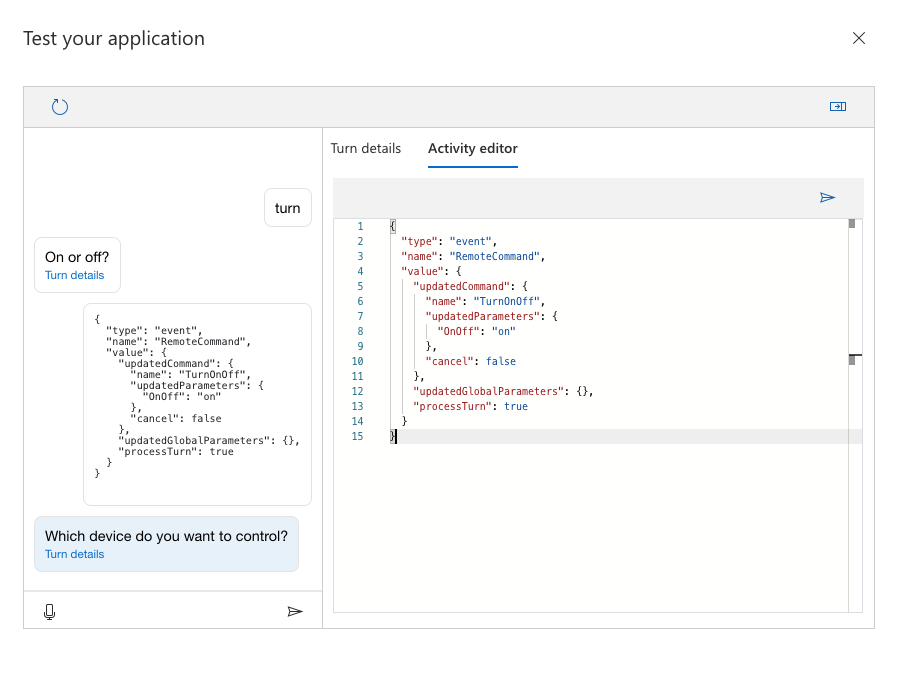 Test your application
turn
On or off?
Turn details
{
  "type": "event",
  "name": "RemoteCommand",
  "value": {
    "updatedCommand": {
      "name": "TurnOnOff",
      "updatedParameters": {
        "OnOff": "on"
      },
      "cancel": false
    },
    "updatedGlobalParameters": {},
    "processTurn": true
  }
}
Which device do you want to control?
Turn details
Turn details
Activity editor
1 {
2   "type": "event",
3   "name": "RemoteCommand",
4   "value": {
5     "updatedCommand": {
6       "name": "TurnOnOff",
7       "updatedParameters": {
8         "OnOff": "on"
9       },
10       "cancel": false
11     },
12     "updatedGlobalParameters": {},
13     "processTurn": true
14   }
15 }